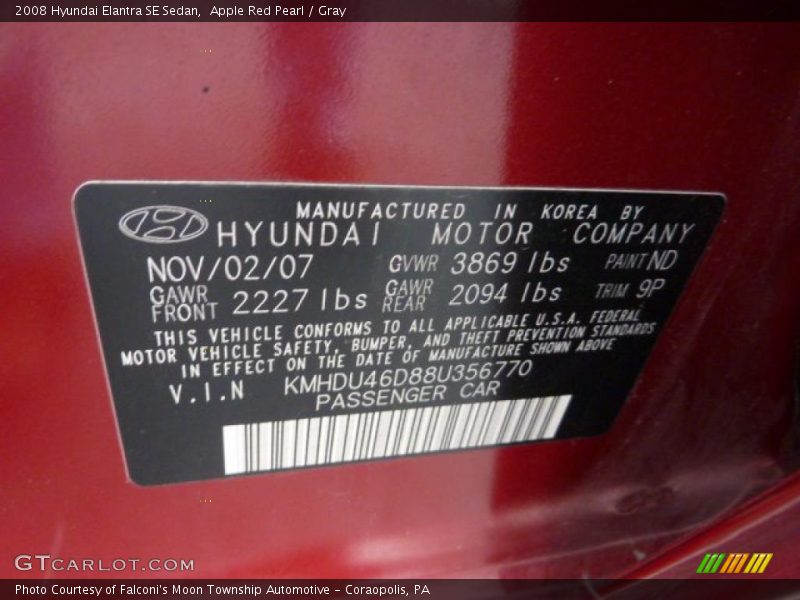 2008 Hyundai Elantra SE Sedan,  Apple Red Pearl / Gray
MANUFACTURED IN KOREA BY
HYUNDAI MOTOR COMPANY
NOV/02/07 GVWR 3869 lbs PAINT ND
GAWR FRONT 2227 lbs GAWR REAR 2094 lbs TRIM 9P
THIS VEHICLE CONFORMS TO ALL APPLICABLE U.S.A. FEDERAL
MOTOR VEHICLE SAFETY, BUMPER, AND THEFT PREVENTION STANDARDS
IN EFFECT ON THE DATE OF MANUFACTURE SHOWN ABOVE
V.I.N KMHDU46D88U356770
PASSENGER CAR
GTCARLOT.COM
Photo Courtesy of Falconi's Moon Township Automotive - Coraopolis, PA